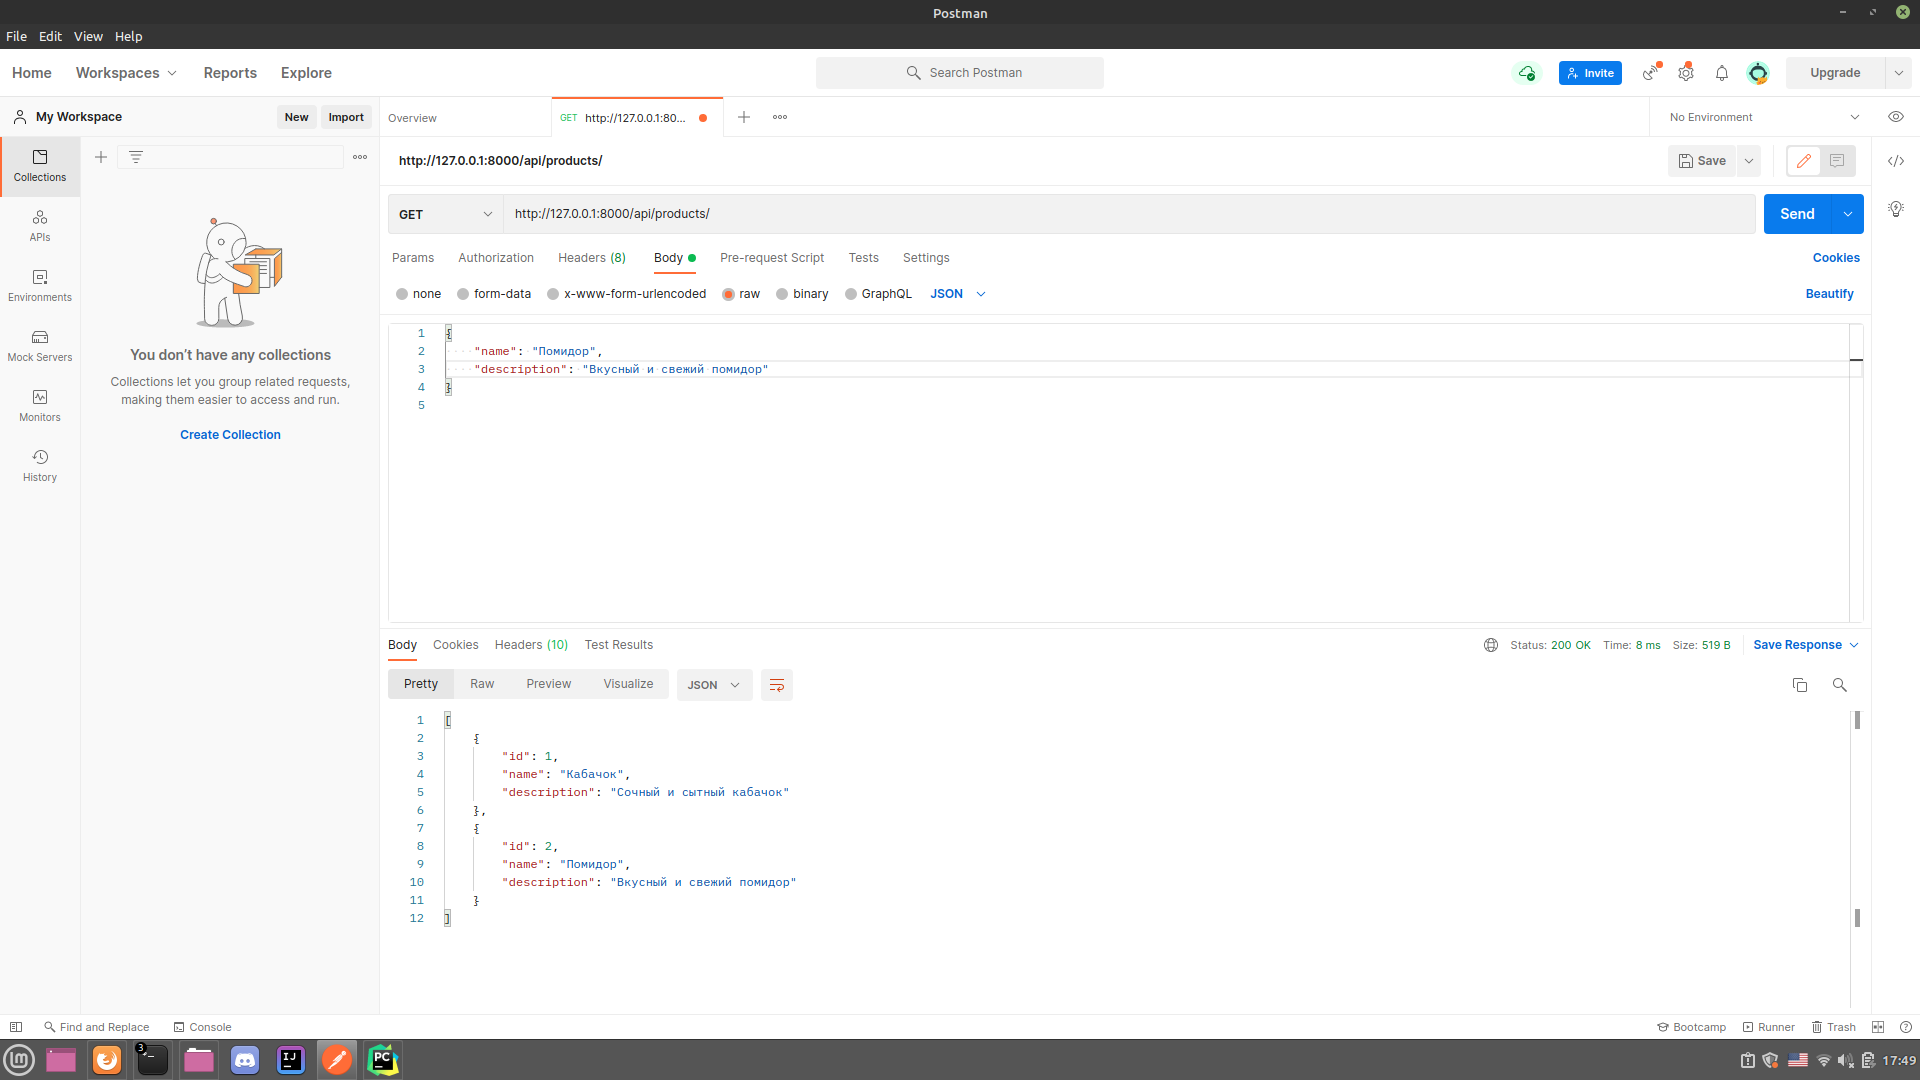 Postman
File Edit View Help
Home Workspaces Reports Explore Search Postman Invite Upgrade
My Workspace New Import Overview GET http://127.0.0.1:80... No Environment
Collections
APIs
Environments
Mock Servers
Monitors
History
You don't have any collections
Collections let you group related requests,
making them easier to access and run.
Create Collection
http://127.0.0.1:8000/api/products/ Save
GET http://127.0.0.1:8000/api/products/ Send
Params Authorization Headers (8) Body Pre-request Script Tests Settings Cookies
none form-data x-www-form-urlencoded raw binary GraphQL JSON Beautify
1 {
2 "name": "Помидор",
3 "description": "Вкусный и свежий помидор"
4 }
5
Body Cookies Headers (10) Test Results Status: 200 OK Time: 8 ms Size: 519 B Save Response
Pretty Raw Preview Visualize JSON
1 [
2 {
3 "id": 1,
4 "name": "Кабачок",
5 "description": "Сочный и сытный кабачок"
6 },
7 {
8 "id": 2,
9 "name": "Помидор",
10 "description": "Вкусный и свежий помидор"
11 }
12 ]
Find and Replace Console Bootcamp Runner Trash
3 IJ PC 17:49